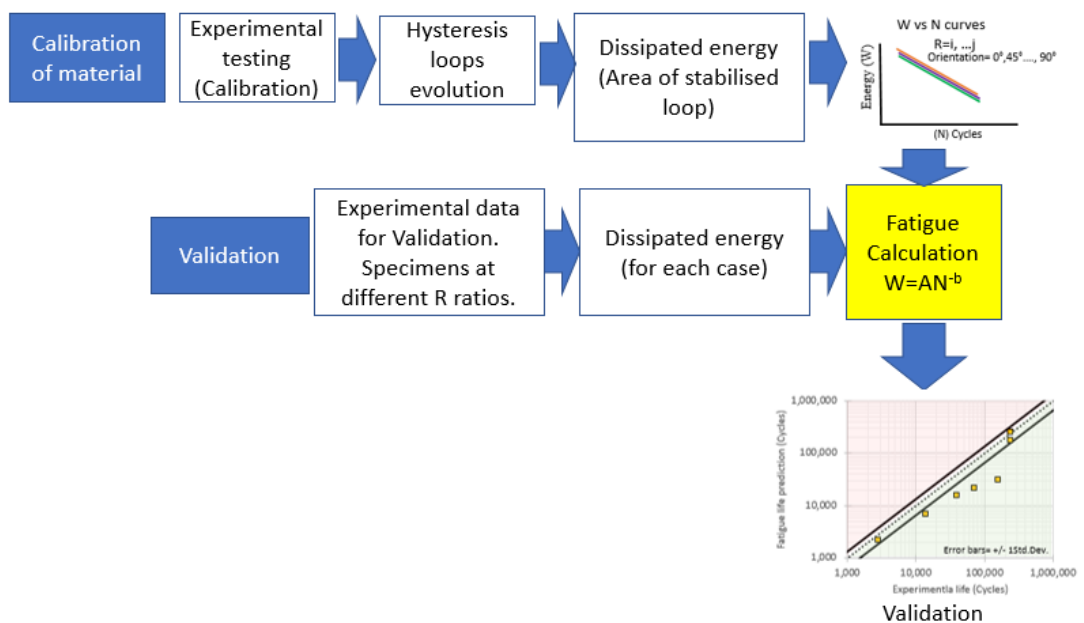 Calibration
of material
Experimental
testing
(Calibration)
Hysteresis
loops
evolution
Dissipated energy
(Area of stabilised
loop)
W vs N curves
R=i, ...j
Orientation= 0⁰,45⁰...., 90⁰
Energy (W)
(N) Cycles
Validation
Experimental data
for Validation.
Specimens at
different R ratios.
Dissipated energy
(for each case)
Fatigue
Calculation
W=AN⁻ᵇ
Fatigue life prediction (Cycles)
1,000,000
100,000
10,000
1,000
Error bars= +/- 1Std.Dev.
1,000
10,000
100,000
1,000,000
Experimentla life (Cycles)
Validation